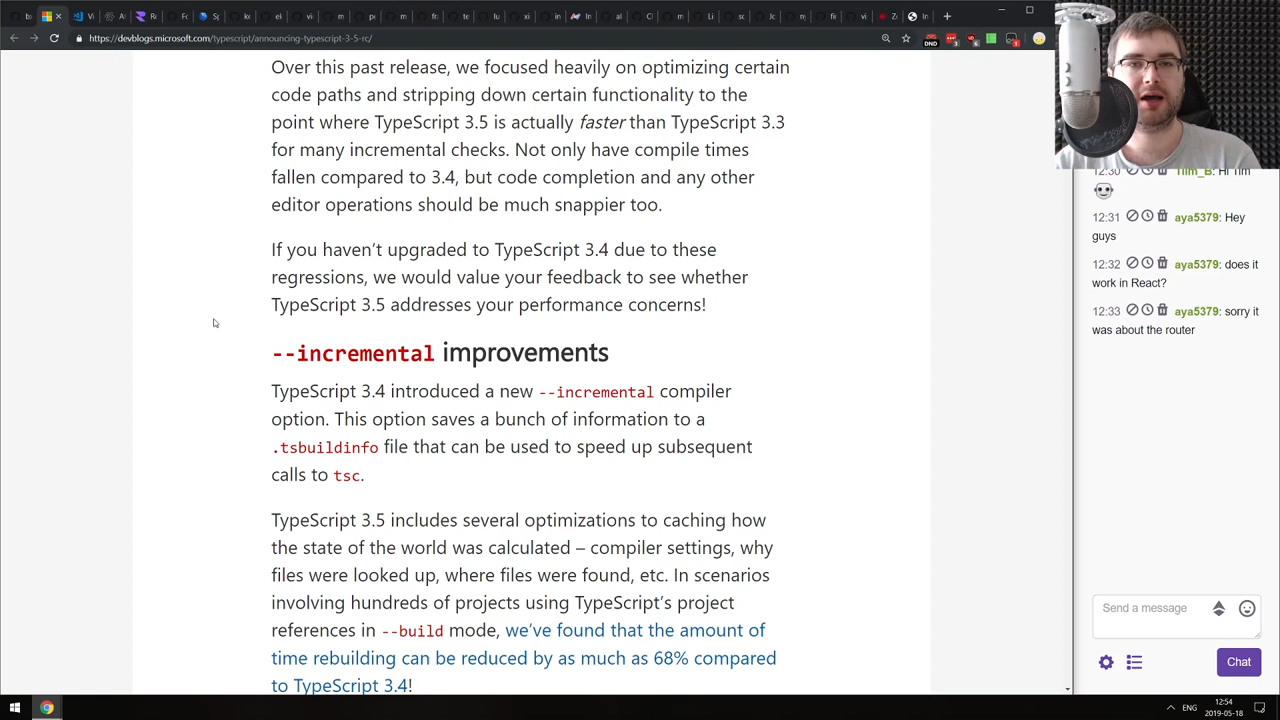 https://devblogs.microsoft.com/typescript/announcing-typescript-3-5-rc/
Over this past release, we focused heavily on optimizing certain
code paths and stripping down certain functionality to the
point where TypeScript 3.5 is actually faster than TypeScript 3.3
for many incremental checks. Not only have compile times
fallen compared to 3.4, but code completion and any other
editor operations should be much snappier too.
If you haven’t upgraded to TypeScript 3.4 due to these
regressions, we would value your feedback to see whether
TypeScript 3.5 addresses your performance concerns!
--incremental improvements
TypeScript 3.4 introduced a new --incremental compiler
option. This option saves a bunch of information to a
.tsbuildinfo file that can be used to speed up subsequent
calls to tsc.
TypeScript 3.5 includes several optimizations to caching how
the state of the world was calculated – compiler settings, why
files were looked up, where files were found, etc. In scenarios
involving hundreds of projects using TypeScript’s project
references in --build mode, we’ve found that the amount of
time rebuilding can be reduced by as much as 68% compared
to TypeScript 3.4!
12:30 Tiim_B: Hi Tim
12:31 aya5379: Hey
guys
12:32 aya5379: does it
work in React?
12:33 aya5379: sorry it
was about the router
Send a message
Chat
ENG
12:54
2019-05-18